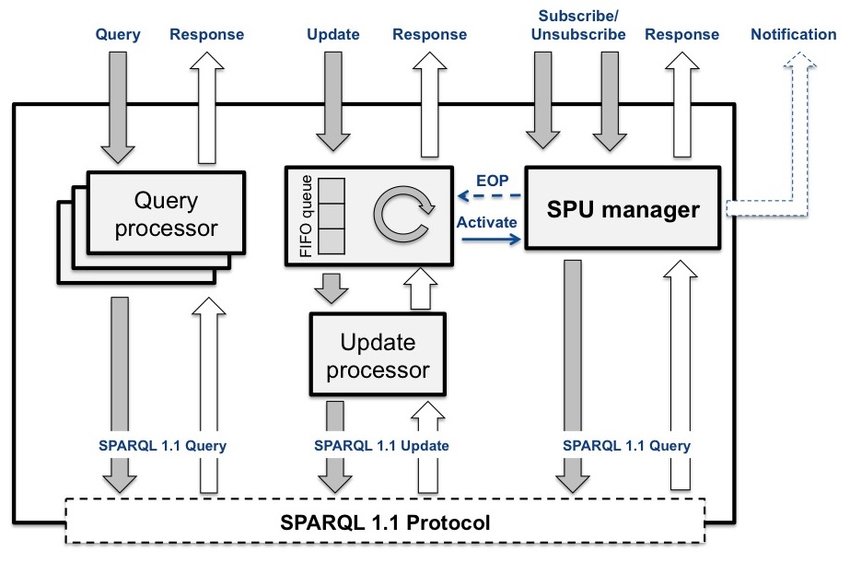 Query
Response
Update
Response
Subscribe/
Unsubscribe
Response
Notification
Query
processor
FIFO queue
EOP
Activate
SPU manager
Update
processor
SPARQL 1.1 Query
SPARQL 1.1 Update
SPARQL 1.1 Query
SPARQL 1.1 Protocol